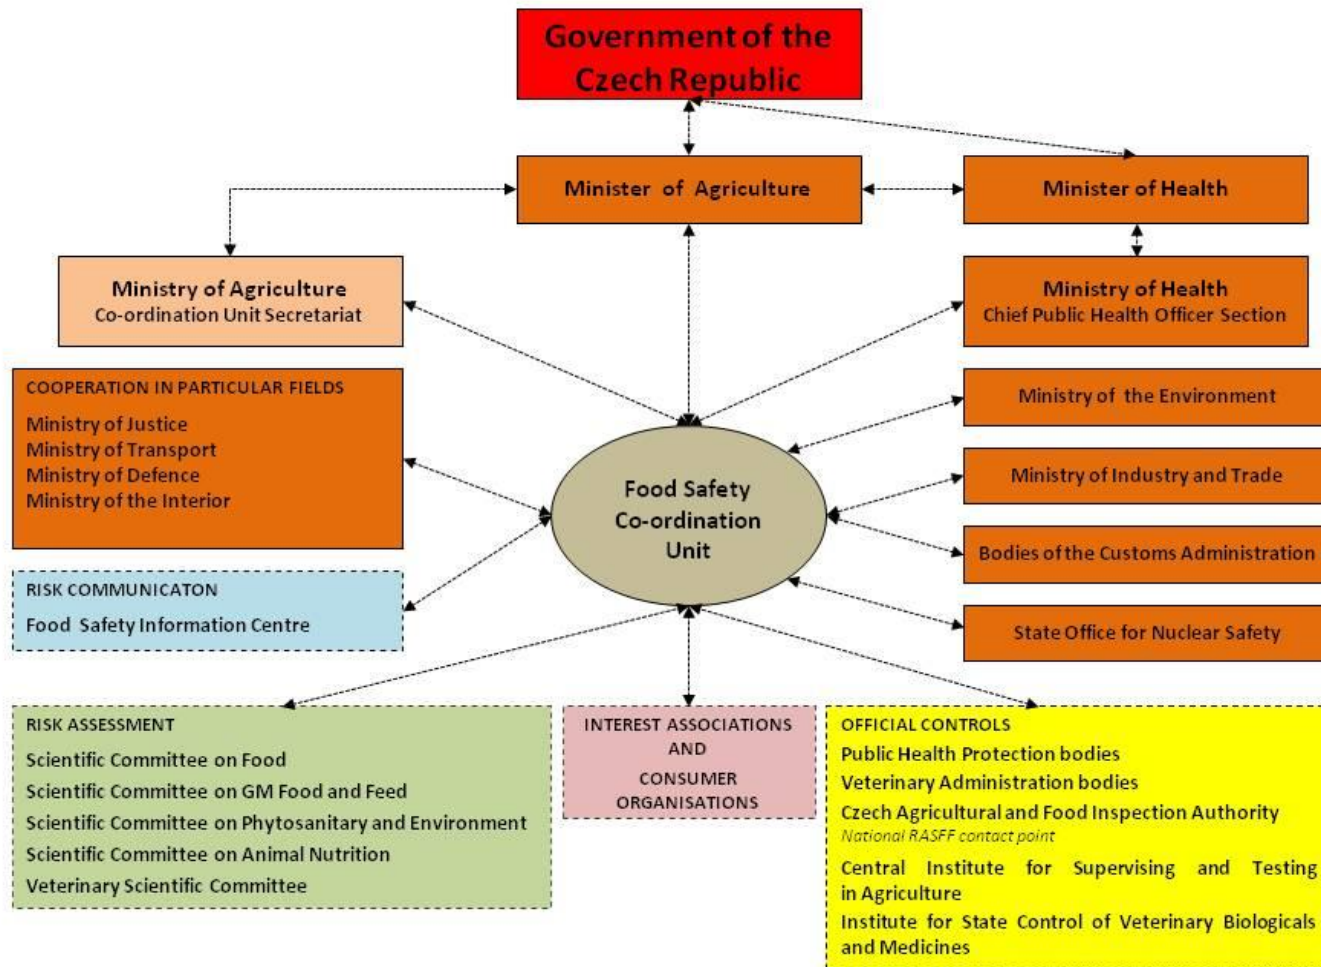 Government of the
Czech Republic
Minister of Agriculture
Minister of Health
Ministry of Agriculture
Co-ordination Unit Secretariat
Ministry of Health
Chief Public Health Officer Section
COOPERATION IN PARTICULAR FIELDS
Ministry of Justice
Ministry of Transport
Ministry of Defence
Ministry of the Interior
Ministry of the Environment
Ministry of Industry and Trade
Food Safety
Co-ordination
Unit
Bodies of the Customs Administration
RISK COMMUNICATON
Food Safety Information Centre
State Office for Nuclear Safety
RISK ASSESSMENT
Scientific Committee on Food
Scientific Committee on GM Food and Feed
Scientific Committee on Phytosanitary and Environment
Scientific Committee on Animal Nutrition
Veterinary Scientific Committee
INTEREST ASSOCIATIONS
AND
CONSUMER
ORGANISATIONS
OFFICIAL CONTROLS
Public Health Protection bodies
Veterinary Administration bodies
Czech Agricultural and Food Inspection Authority
National RASFF contact point
Central Institute for Supervising and Testing
in Agriculture
Institute for State Control of Veterinary Biologicals
and Medicines